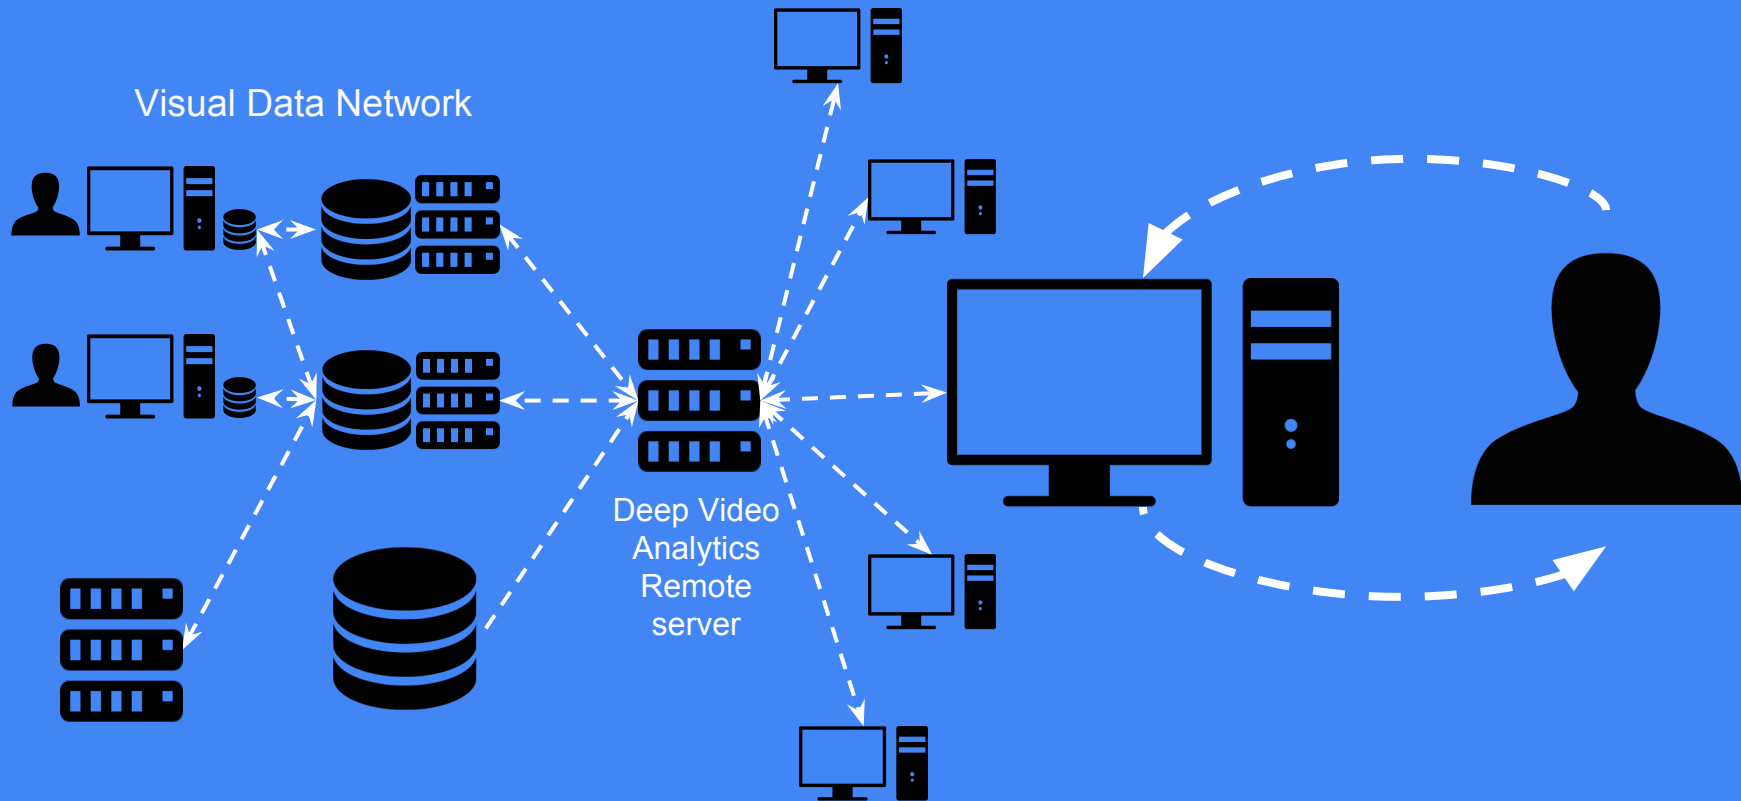 Visual Data Network
Deep Video
Analytics
Remote
server